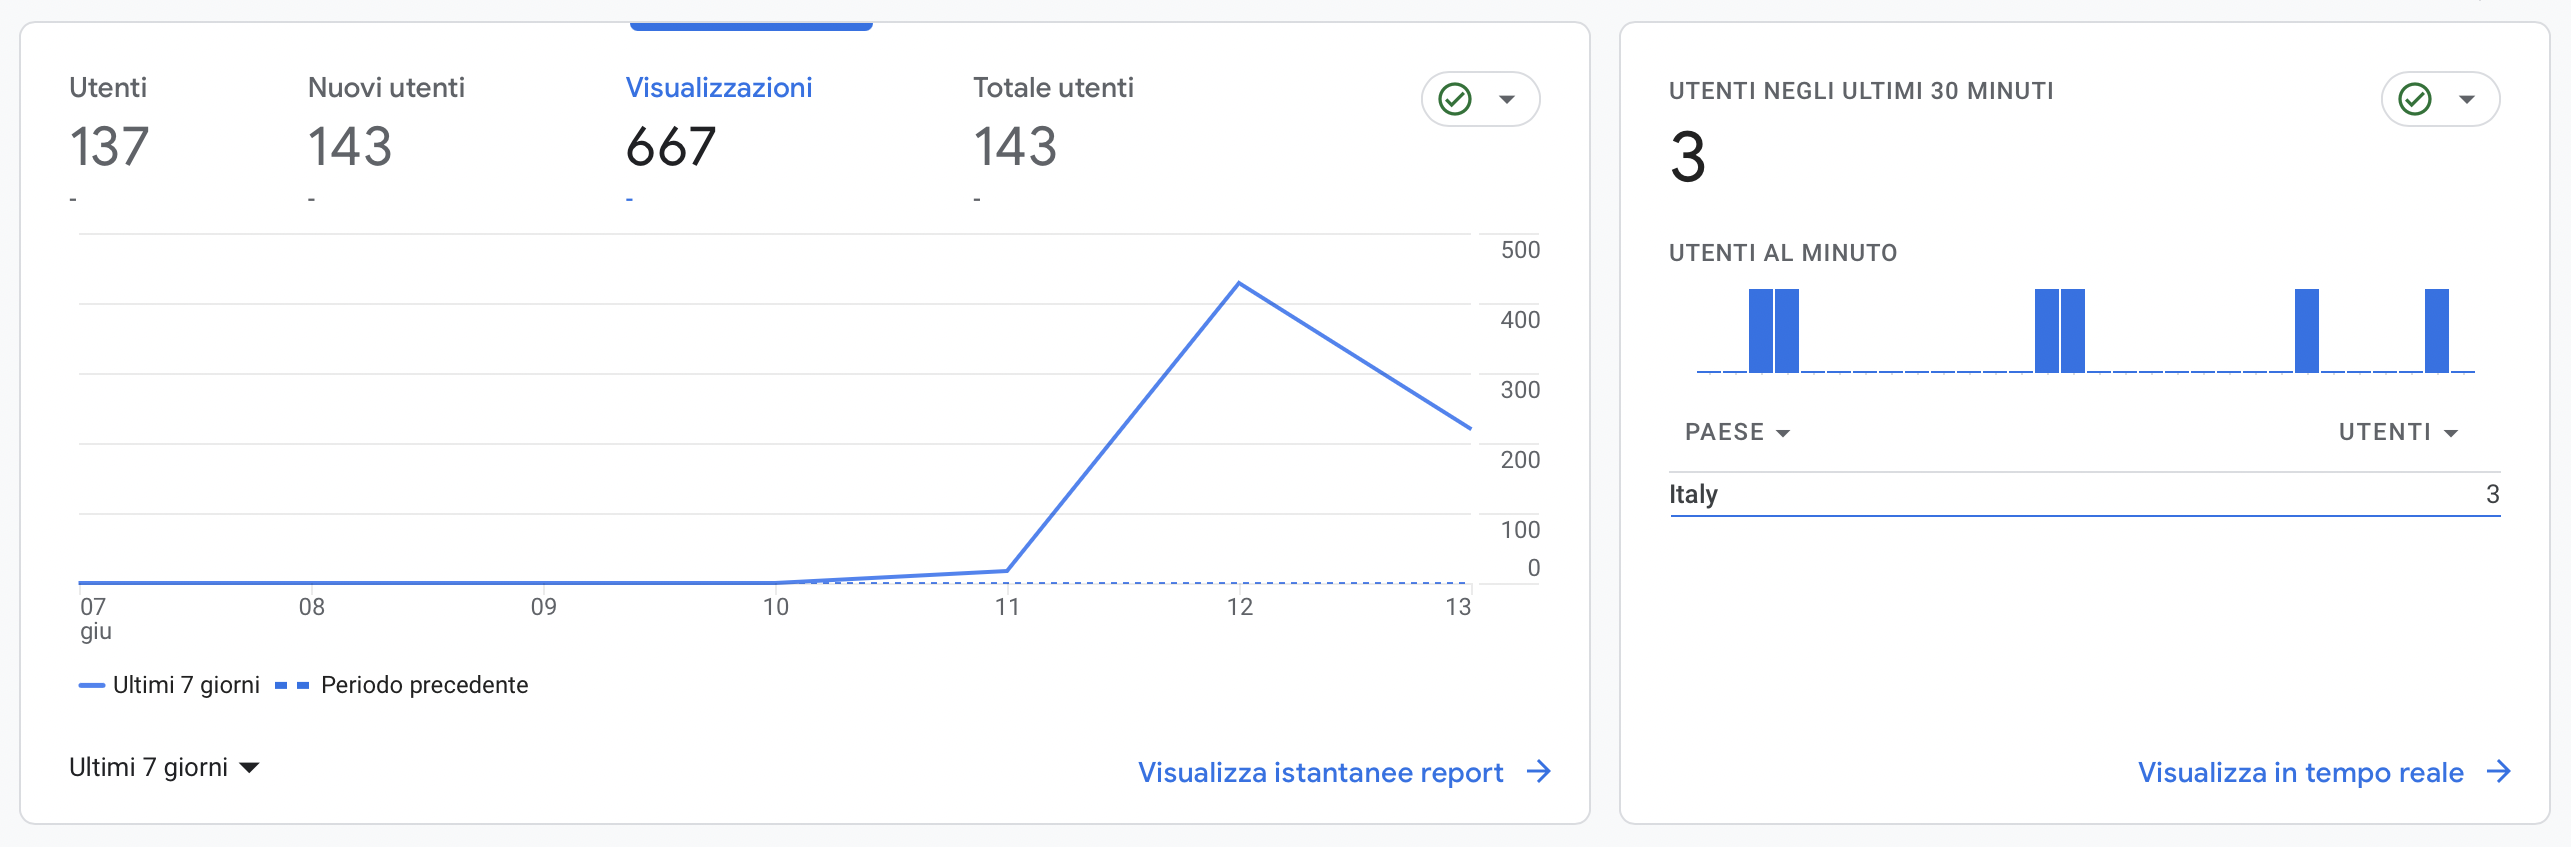 Utenti
137
-
Nuovi utenti
143
-
Visualizzazioni
667
-
Totale utenti
143
-
500
400
300
200
100
0
07 08 09 10 11 12 13
giu
Ultimi 7 giorni Periodo precedente
Ultimi 7 giorni
Visualizza istantanee report
UTENTI NEGLI ULTIMI 30 MINUTI
3
UTENTI AL MINUTO
PAESE UTENTI
Italy 3
Visualizza in tempo reale